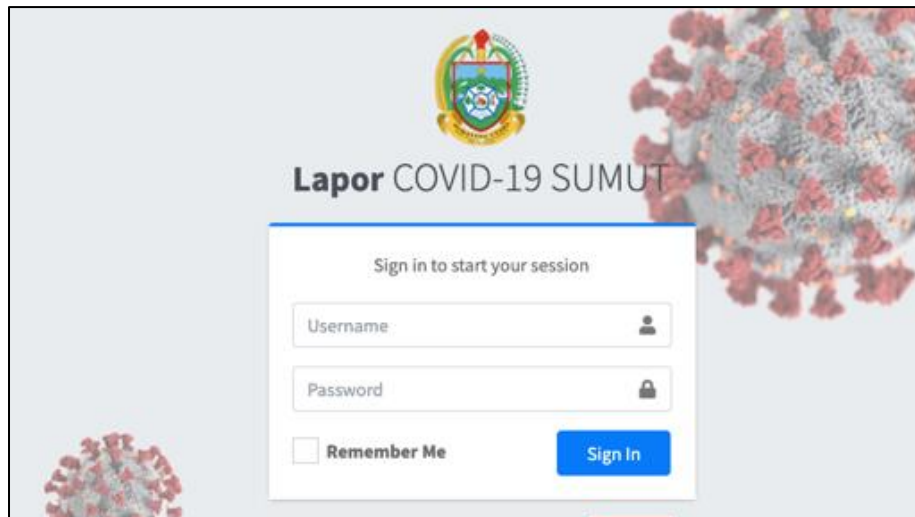 Lapor COVID-19 SUMUT
Sign in to start your session
Username
Password
Remember Me
Sign In